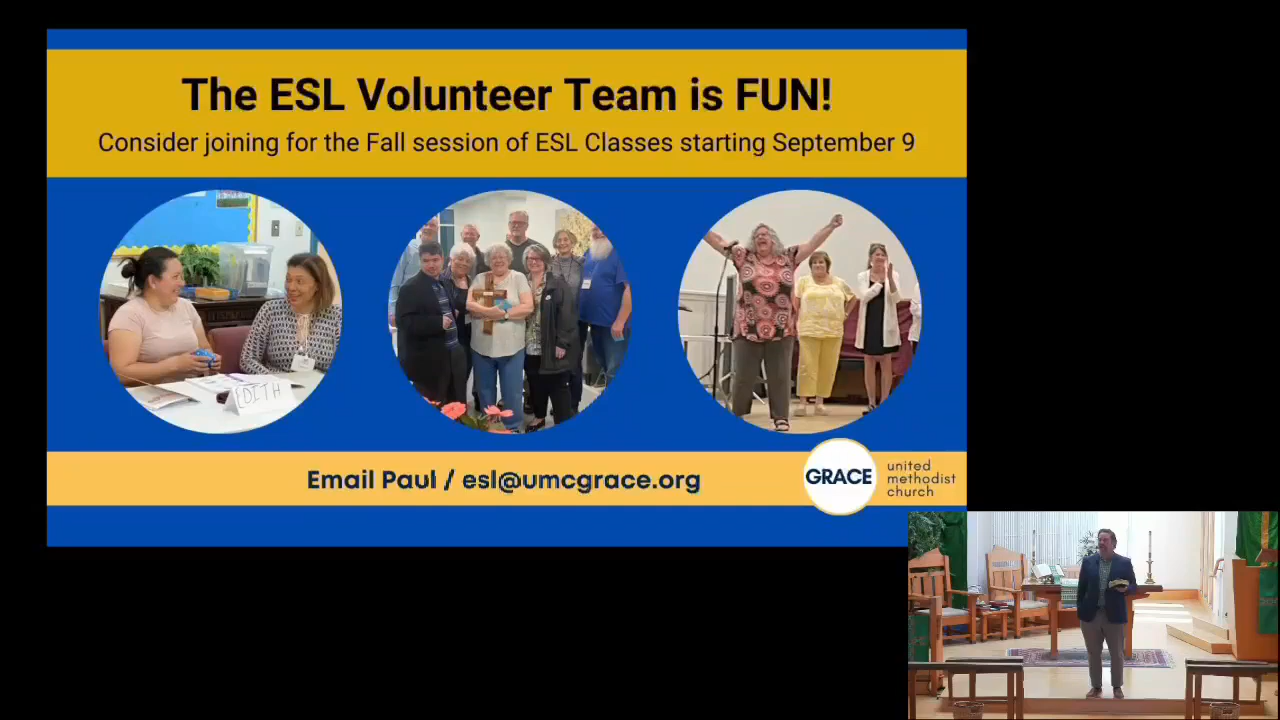 The ESL Volunteer Team is FUN!
Consider joining for the Fall session of ESL Classes starting September 9
EDITH
Email Paul / esl@umcgrace.org
GRACE
united
methodist
church